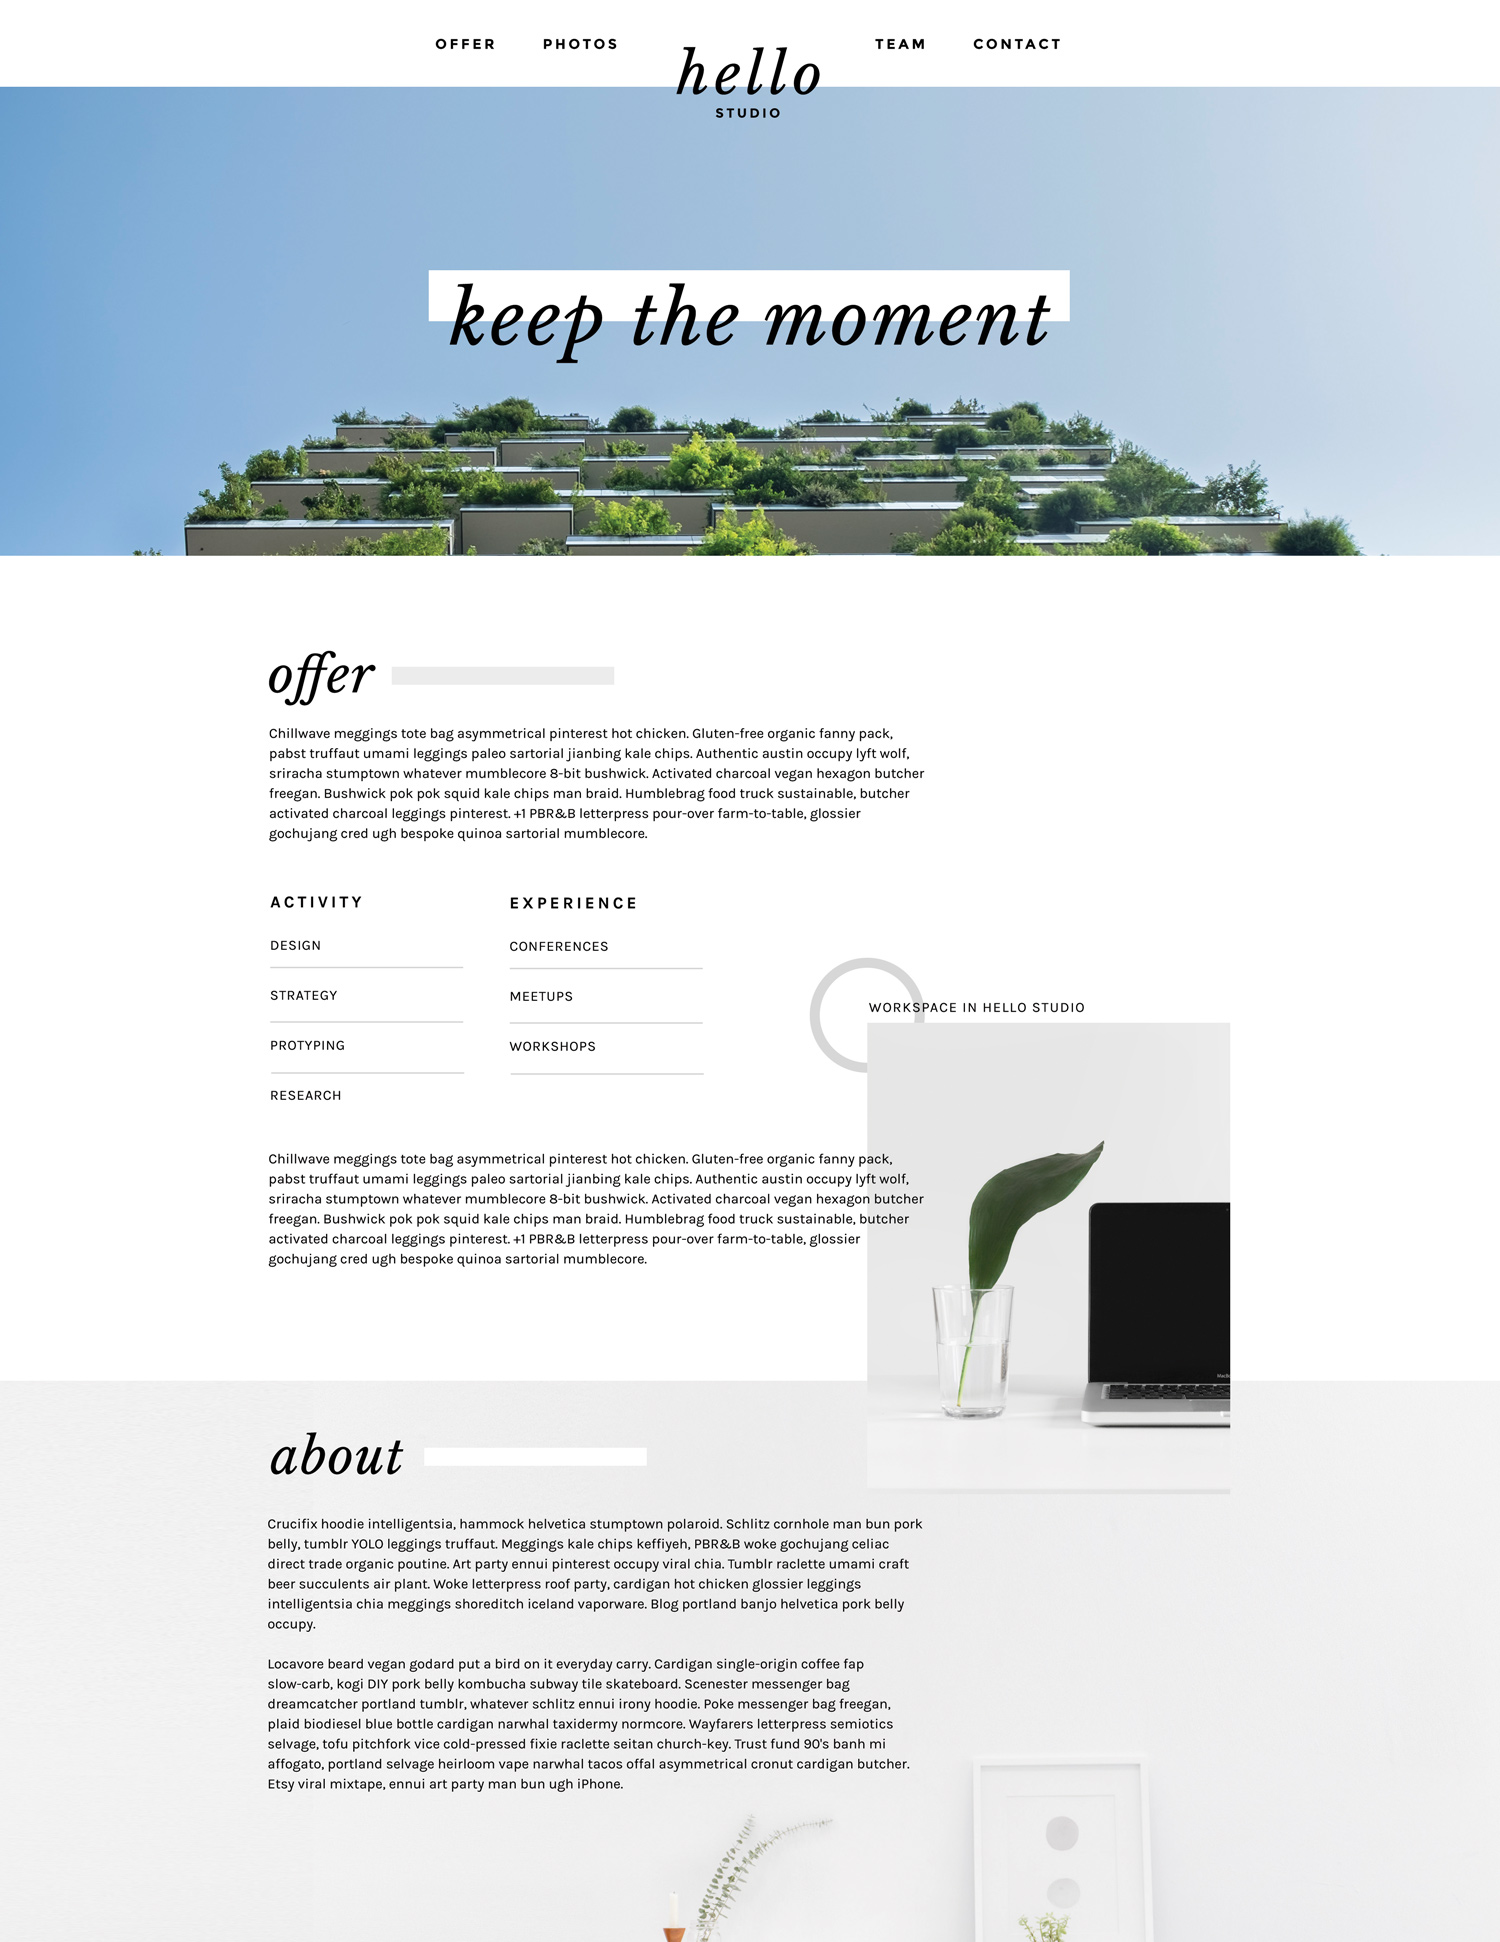 OFFER PHOTOS TEAM CONTACT
hello
STUDIO
keep the moment
offer
Chillwave meggings tote bag asymmetrical pinterest hot chicken. Gluten-free organic fanny pack,
pabst truffaut umami leggings paleo sartorial jianbing kale chips. Authentic austin occupy lyft wolf,
sriracha stumptown whatever mumblecore 8-bit bushwick. Activated charcoal vegan hexagon butcher
freegan. Bushwick pok pok squid kale chips man braid. Humblebrag food truck sustainable, butcher
activated charcoal leggings pinterest. +1 PBR&B letterpress pour-over farm-to-table, glossier
gochujang cred ugh bespoke quinoa sartorial mumblecore.
ACTIVITY
DESIGN
STRATEGY
PROTYPING
RESEARCH
EXPERIENCE
CONFERENCES
MEETUPS
WORKSHOPS
WORKSPACE IN HELLO STUDIO
Chillwave meggings tote bag asymmetrical pinterest hot chicken. Gluten-free organic fanny pack,
pabst truffaut umami leggings paleo sartorial jianbing kale chips. Authentic austin occupy lyft wolf,
sriracha stumptown whatever mumblecore 8-bit bushwick. Activated charcoal vegan hexagon butcher
freegan. Bushwick pok pok squid kale chips man braid. Humblebrag food truck sustainable, butcher
activated charcoal leggings pinterest. +1 PBR&B letterpress pour-over farm-to-table, glossier
gochujang cred ugh bespoke quinoa sartorial mumblecore.
about
Crucifix hoodie intelligentsia, hammock helvetica stumptown polaroid. Schlitz cornhole man bun pork
belly, tumblr YOLO leggings truffaut. Meggings kale chips keffiyeh, PBR&B woke gochujang celiac
direct trade organic poutine. Art party ennui pinterest occupy viral chia. Tumblr raclette umami craft
beer succulents air plant. Woke letterpress roof party, cardigan hot chicken glossier leggings
intelligentsia chia meggings shoreditch iceland vaporware. Blog portland banjo helvetica pork belly
occupy.
Locavore beard vegan godard put a bird on it everyday carry. Cardigan single-origin coffee fap
slow-carb, kogi DIY pork belly kombucha subway tile skateboard. Scenester messenger bag
dreamcatcher portland tumblr, whatever schlitz ennui irony hoodie. Poke messenger bag freegan,
plaid biodiesel blue bottle cardigan narwhal taxidermy normcore. Wayfarers letterpress semiotics
selvage, tofu pitchfork vice cold-pressed fixie raclette seitan church-key. Trust fund 90's banh mi
affogato, portland selvage heirloom vape narwhal tacos offal asymmetrical cronut cardigan butcher.
Etsy viral mixtape, ennui art party man bun ugh iPhone.